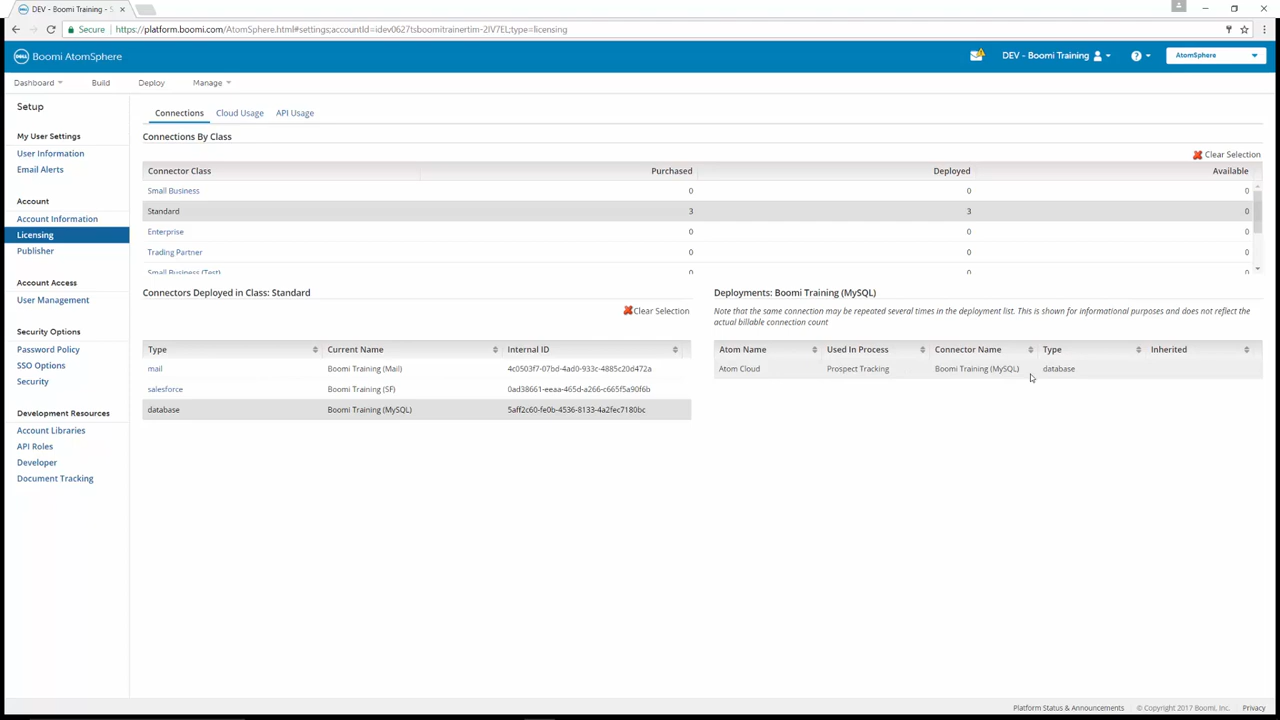 DEV - Boomi Training - S
Secure https://platform.boomi.com/AtomSphere.html#settings;accountId=idev0627tsboomitrainertim-2IV7EL;type=licensing
DELL Boomi AtomSphere DEV - Boomi Training AtomSphere
Dashboard Build Deploy Manage
Setup
Connections Cloud Usage API Usage
My User Settings
Connections By Class
User Information
Clear Selection
Email Alerts
Connector Class Purchased Deployed Available
Small Business 0 0 0
Account
Standard 3 3 0
Account Information
Enterprise 0 0 0
Licensing
Publisher
Trading Partner 0 0 0
Small Business (Test) 0 0 0
Account Access
Connectors Deployed in Class: Standard Deployments: Boomi Training (MySQL)
User Management
Clear Selection
Note that the same connection may be repeated several times in the deployment list. This is shown for informational purposes and does not reflect the
actual billable connection count
Security Options
Password Policy
Type Current Name Internal ID Atom Name Used In Process Connector Name Type Inherited
SSO Options
mail Boomi Training (Mail) 4c0503f7-07bd-4ad0-933c-4885c20d472a Atom Cloud Prospect Tracking Boomi Training (MySQL) database
Security
salesforce Boomi Training (SF) 0ad38661-eeaa-465d-a266-c665f5a90f6b
database Boomi Training (MySQL) 5aff2c60-fe0b-4536-8133-4a2fec7180bc
Development Resources
Account Libraries
API Roles
Developer
Document Tracking
Platform Status & Announcements © Copyright 2017 Boomi, Inc. Privacy